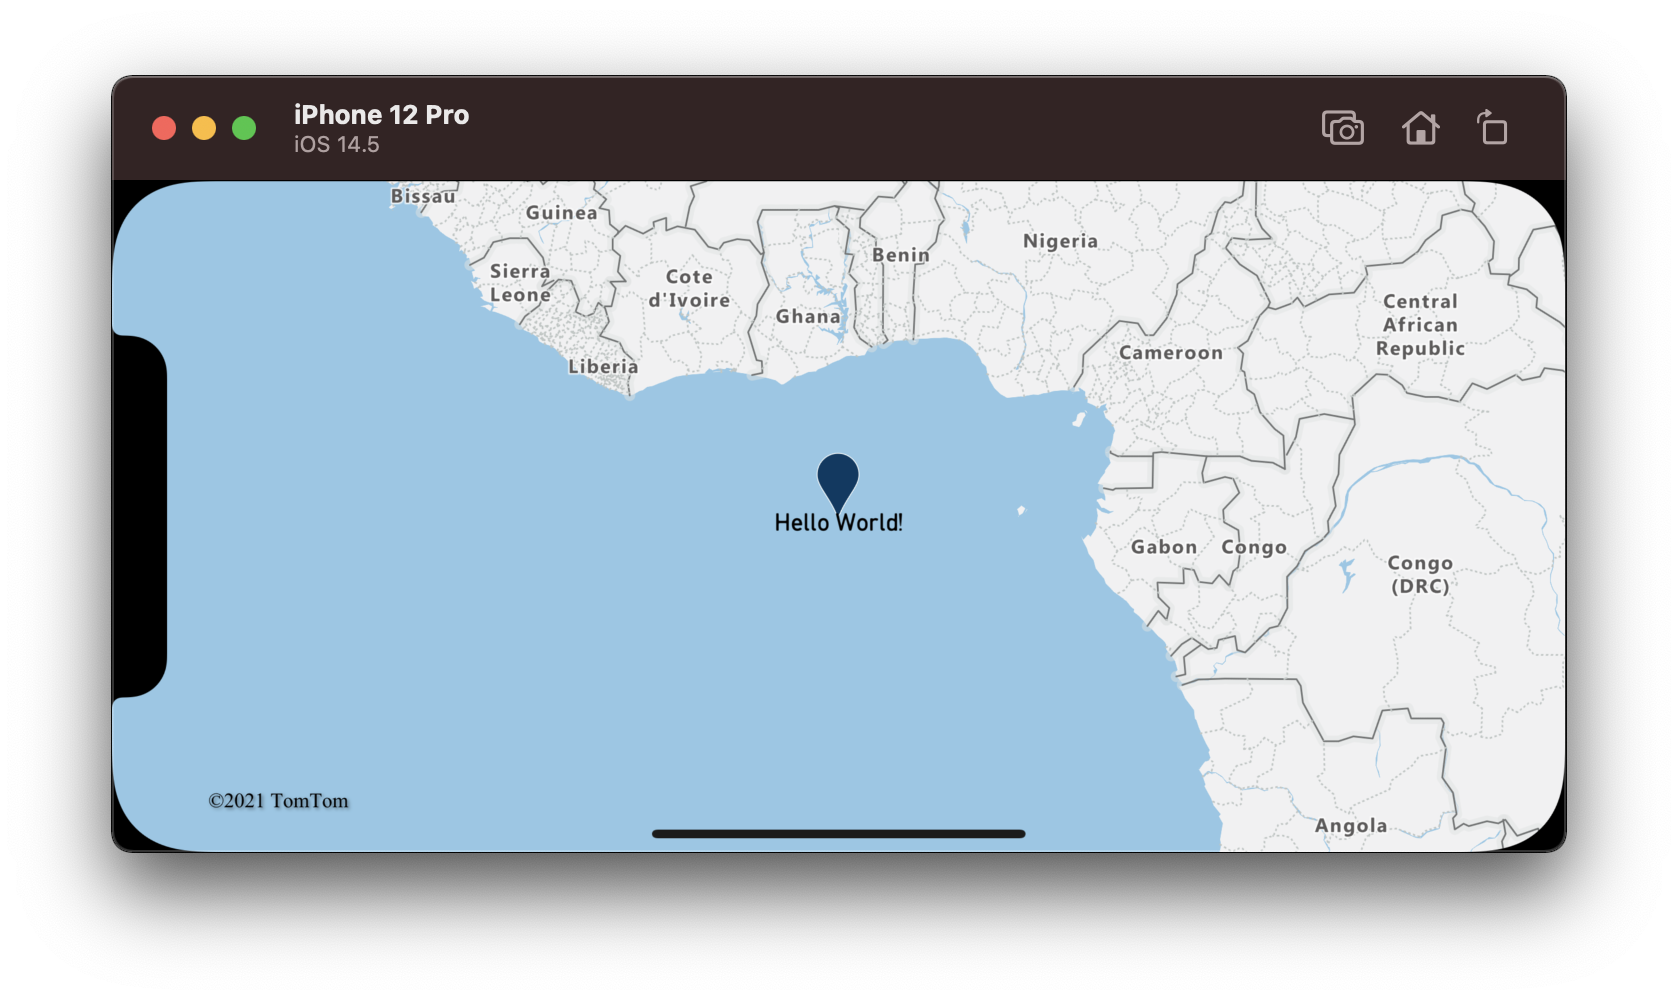 iPhone 12 Pro
iOS 14.5
Bissau
Guinea
Nigeria
Benin
Sierra
Leone
Cote
d'Ivoire
Ghana
Central
African
Republic
Cameroon
Liberia
Hello World!
Gabon
Congo
Congo
(DRC)
©2021 TomTom
Angola